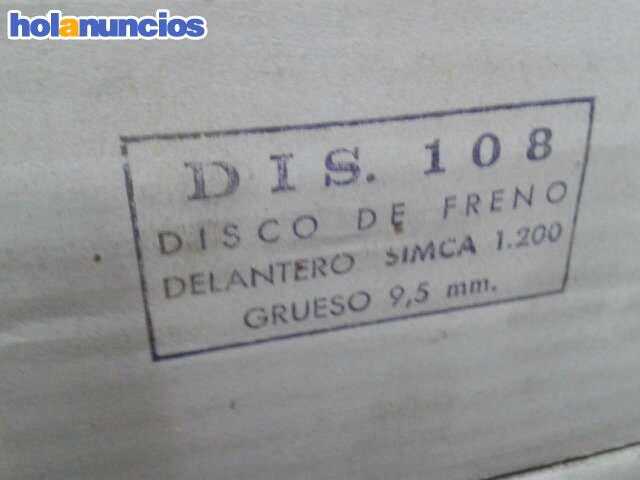 holanuncios
DIS. 108
DISCO DE FRENO
DELANTERO SIMCA 1.200
GRUESO 9,5 mm.